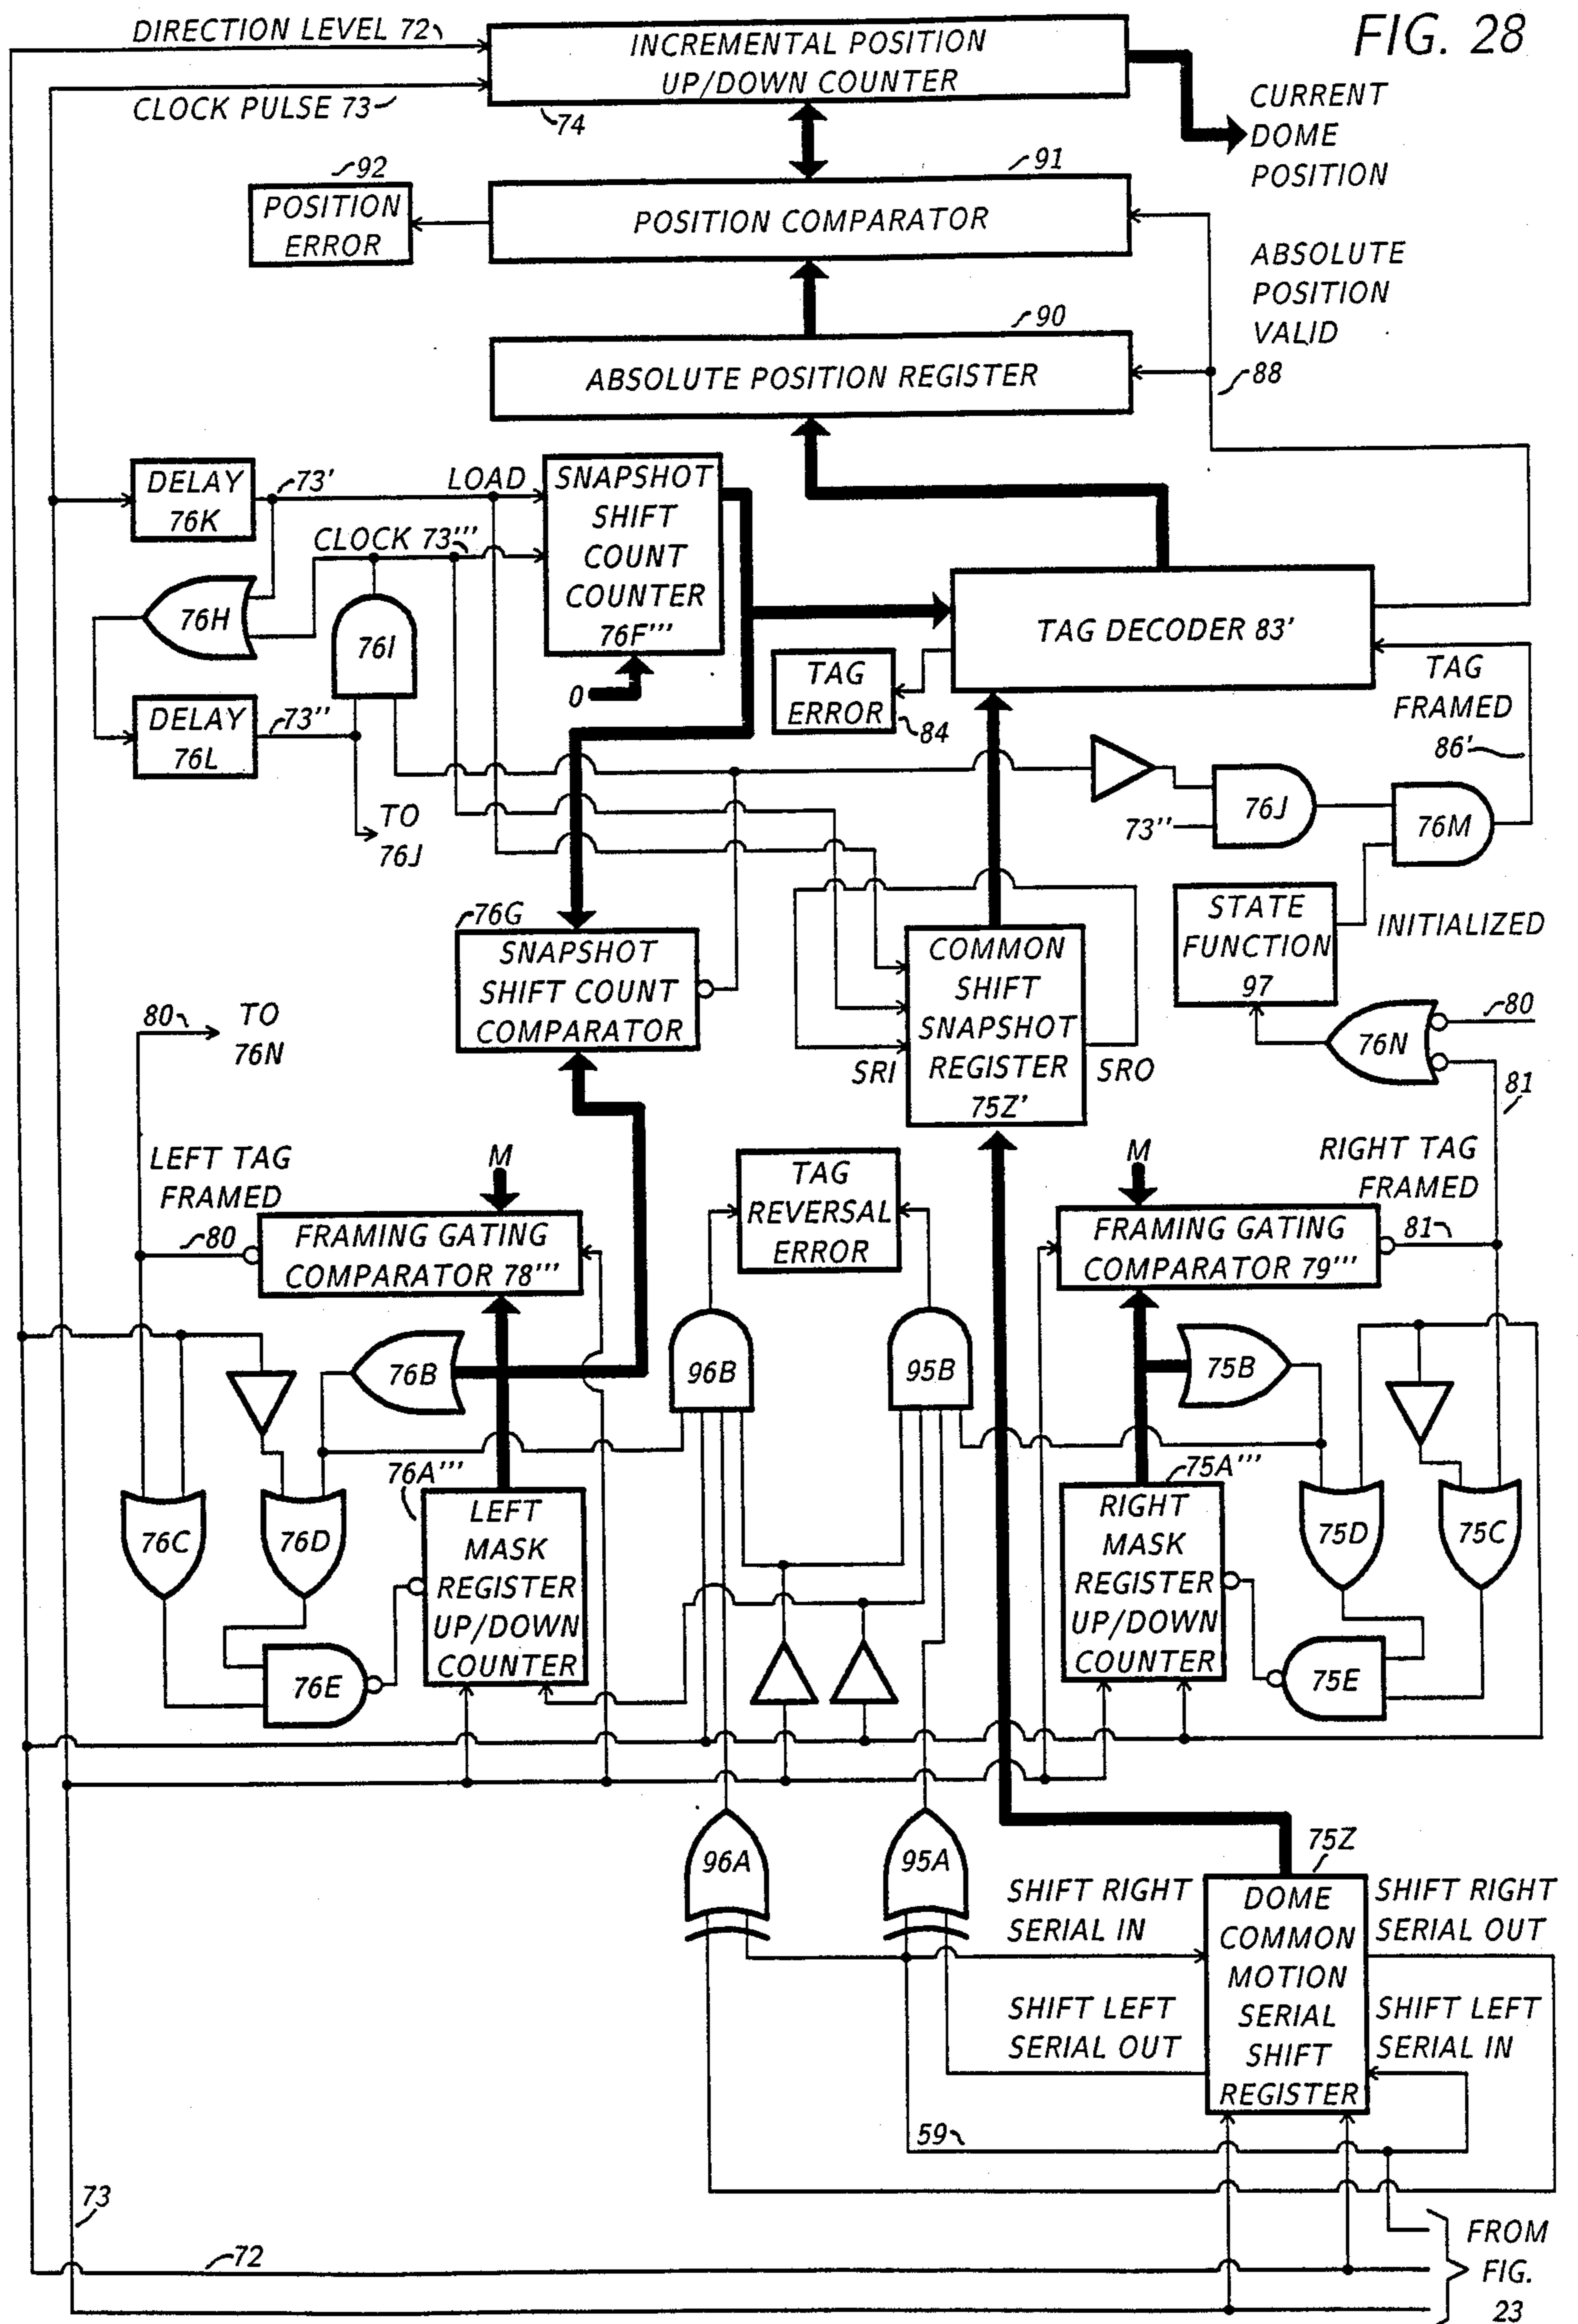 FIG. 28
DIRECTION LEVEL 72
CLOCK PULSE 73
INCREMENTAL POSITION
UP/DOWN COUNTER
74
CURRENT
DOME
POSITION
92
POSITION
ERROR
91
POSITION COMPARATOR
ABSOLUTE
POSITION
VALID
88
90
ABSOLUTE POSITION REGISTER
DELAY
76K
73'
LOAD
CLOCK 73'''
SNAPSHOT
SHIFT
COUNT
COUNTER
76F'''
0
76H
76I
DELAY
76L
73''
TO
76J
TAG DECODER 83'
TAG
ERROR
84
TAG
FRAMED
86'
73''
76J
76M
STATE
FUNCTION
97
INITIALIZED
76G
SNAPSHOT
SHIFT COUNT
COMPARATOR
COMMON
SHIFT
SNAPSHOT
REGISTER
75Z'
SRI
SRO
80
TO
76N
76N
80
81
LEFT TAG
FRAMED
80
M
FRAMING GATING
COMPARATOR 78'''
TAG
REVERSAL
ERROR
M
RIGHT TAG
FRAMED
FRAMING GATING
COMPARATOR 79'''
81
76B
96B
95B
75B
76A'''
75A'''
76C
76D
LEFT
MASK
REGISTER
UP/DOWN
COUNTER
RIGHT
MASK
REGISTER
UP/DOWN
COUNTER
75D
75C
76E
75E
96A
95A
75Z
SHIFT RIGHT
SERIAL IN
DOME
COMMON
MOTION
SERIAL
SHIFT
REGISTER
SHIFT RIGHT
SERIAL OUT
SHIFT LEFT
SERIAL OUT
SHIFT LEFT
SERIAL IN
59
73
72
FROM
FIG.
23